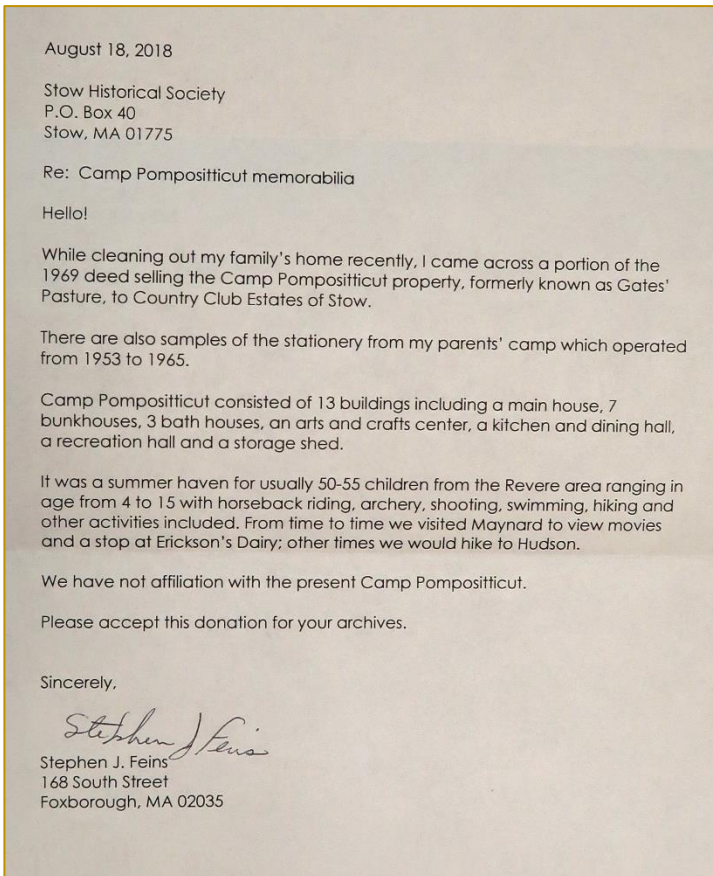 August 18, 2018
Stow Historical Society
P.O. Box 40
Stow, MA 01775
Re: Camp Pompositticut memorabilia
Hello!
While cleaning out my family's home recently, I came across a portion of the
1969 deed selling the Camp Pompositticut property, formerly known as Gates'
Pasture, to Country Club Estates of Stow.
There are also samples of the stationery from my parents' camp which operated
from 1953 to 1965.
Camp Pompositticut consisted of 13 buildings including a main house, 7
bunkhouses, 3 bath houses, an arts and crafts center, a kitchen and dining hall,
a recreation hall and a storage shed.
It was a summer haven for usually 50-55 children from the Revere area ranging in
age from 4 to 15 with horseback riding, archery, shooting, swimming, hiking and
other activities included. From time to time we visited Maynard to view movies
and a stop at Erickson's Dairy; other times we would hike to Hudson.
We have not affiliation with the present Camp Pompositticut.
Please accept this donation for your archives.
Sincerely,
Stephen J Feins
Stephen J. Feins
168 South Street
Foxborough, MA 02035